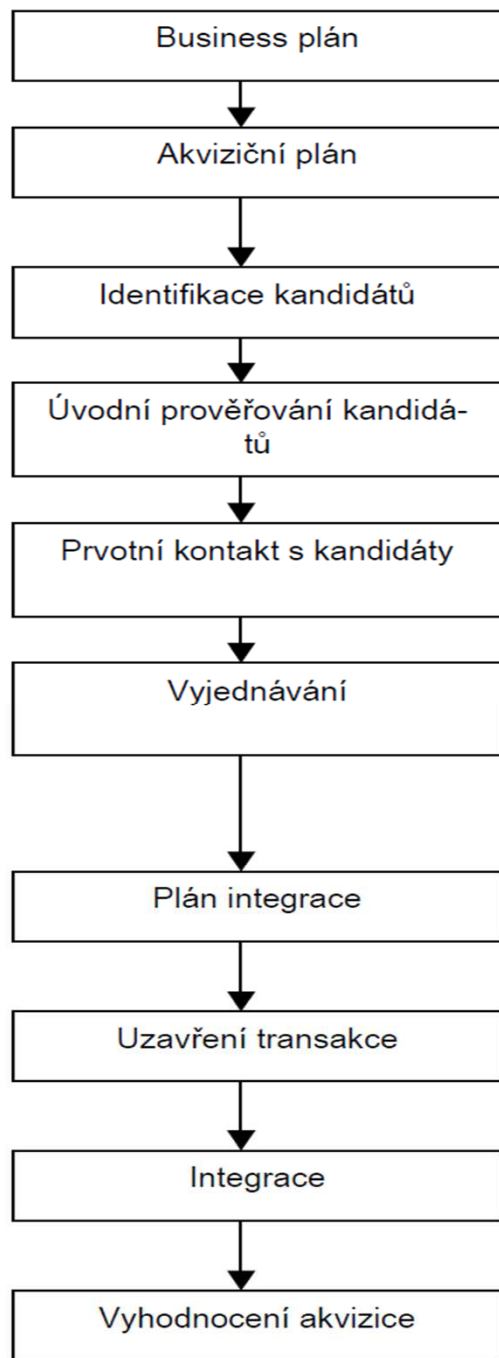 Business plán
Akviziční plán
Identifikace kandidátů
Úvodní prověřování kandidá-
tů
Prvotní kontakt s kandidáty
Vyjednávání
Plán integrace
Uzavření transakce
Integrace
Vyhodnocení akvizice